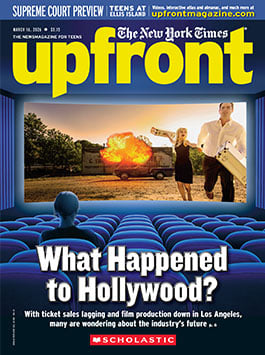 SUPREME COURT PREVIEW
TEENS AT
ELLIS ISLAND
Videos, interactive atlas and almanac, and much more at
upfrontmagazine.com
MARCH 16, 2026 ★ $3.15
THE NEWSMAGAZINE FOR TEENS
The New York Times
upfront
What Happened
to Hollywood?
With ticket sales lagging and film production down in Los Angeles,
many are wondering about the industry's future p. 6
SCHOLASTIC